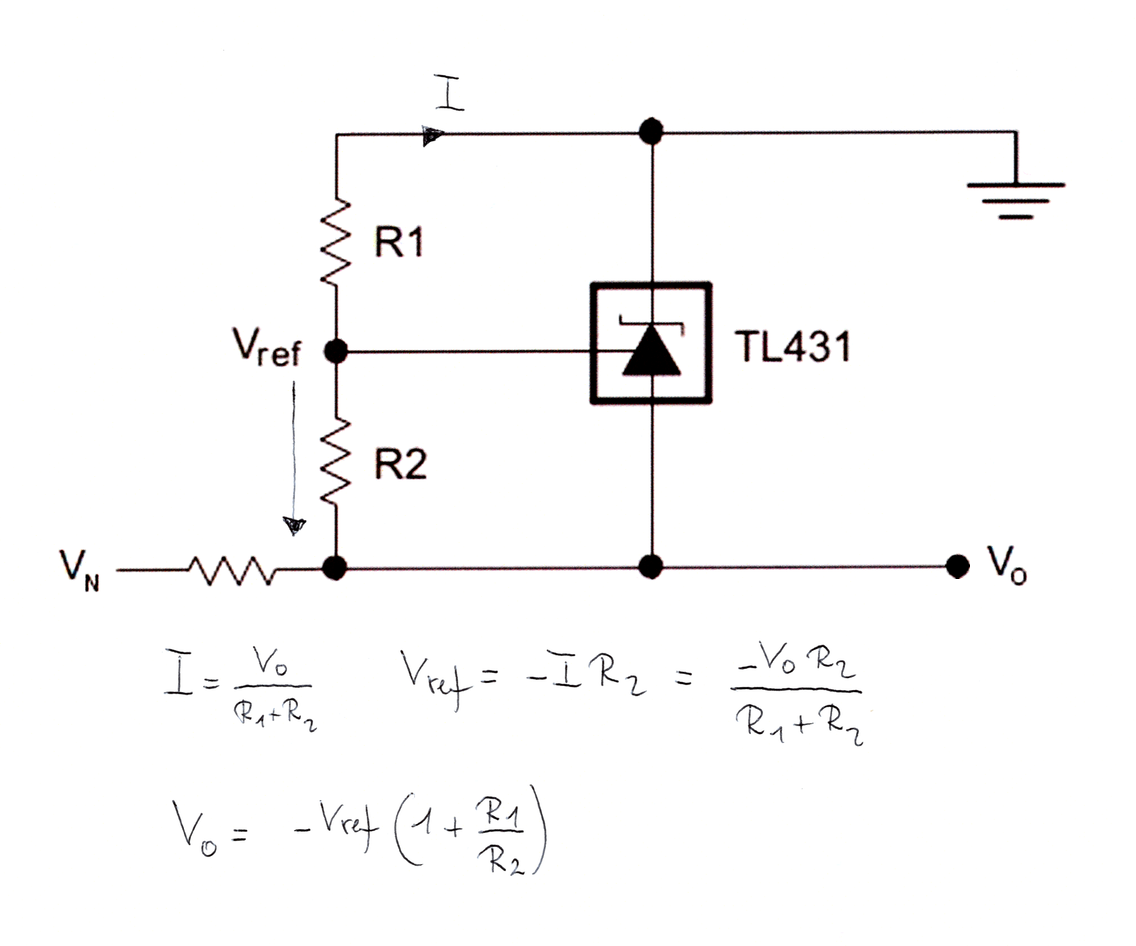 I
R1
Vref
TL431
R2
VN
Vo
I = Vo / (R1+R2)   Vref = -I R2 = -Vo R2 / (R1+R2)
Vo = -Vref (1 + R1/R2)